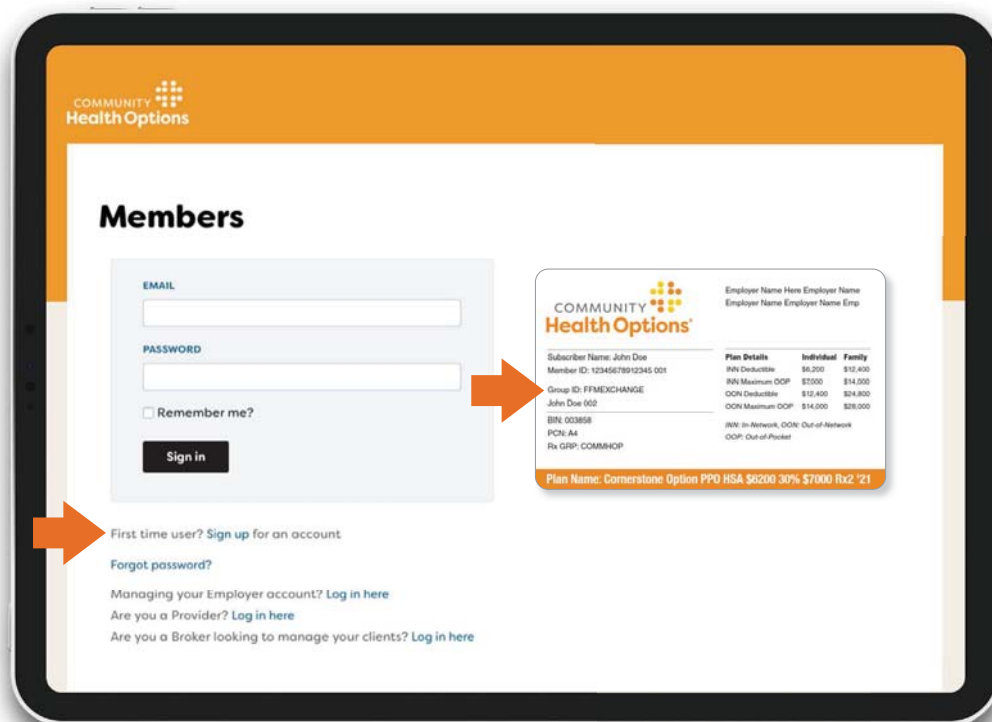 COMMUNITY
Health Options
Members
EMAIL
PASSWORD
Remember me?
Sign in
First time user? Sign up for an account
Forgot password?
Managing your Employer account? Log in here
Are you a Provider? Log in here
Are you a Broker looking to manage your clients? Log in here
COMMUNITY
Health Options
Employer Name Here Employer Name
Employer Name Employer Name Emp
Subscriber Name: John Doe
Member ID: 12345678912345 001
Group ID: FFMEXCHANGE
John Doe 002
BIN: 003858
PCN: A4
Rx GRP: COMMHOP
Plan Details Individual Family
INN Deductible $6,200 $12,400
INN Maximum OOP $7,000 $14,000
OON Deductible $12,400 $24,800
OON Maximum OOP $14,000 $28,000
INN: In-Network, OON: Out-of-Network
OOP: Out-of-Pocket
Plan Name: Cornerstone Option PPO HSA $6200 30% $7000 Rx2 '21